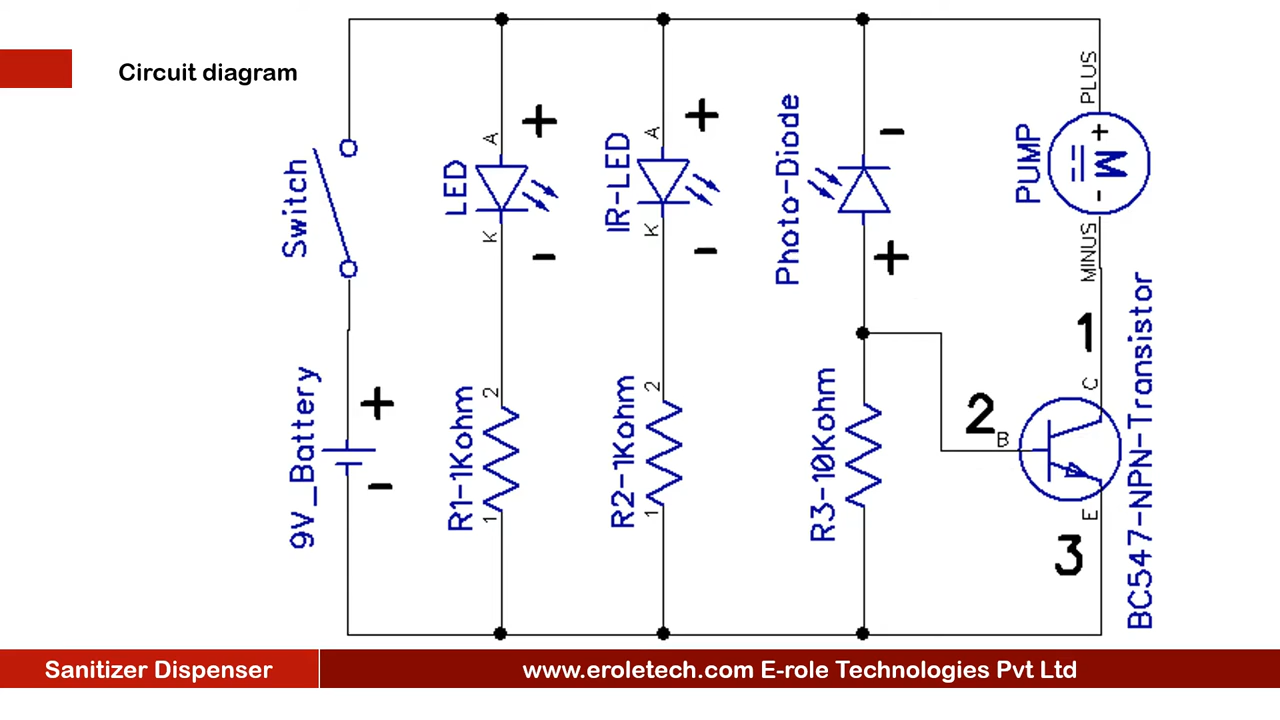 Circuit diagram
Switch
9V_Battery
+
-
LED
A
K
+
-
R1-1Kohm
2
1
IR-LED
A
K
+
-
R2-1Kohm
2
1
Photo-Diode
-
+
R3-10Kohm
PUMP
PLUS
+
M
-
MINUS
1
C
2
B
E
3
BC547-NPN-Transistor
Sanitizer Dispenser
www.eroletech.com E-role Technologies Pvt Ltd